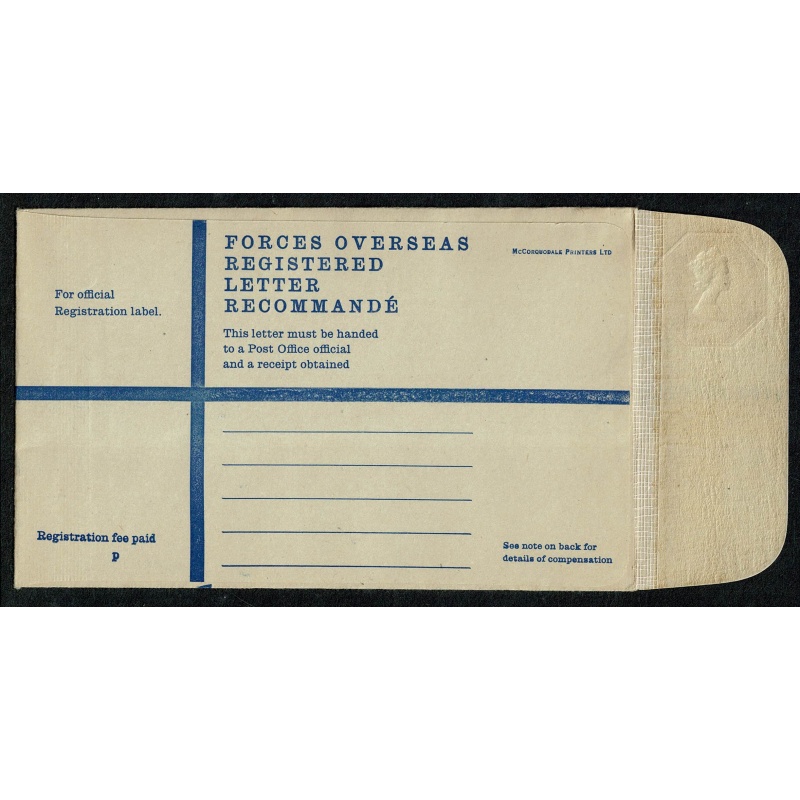 FORCES OVERSEAS
REGISTERED
LETTER
RECOMMANDÉ
McCorquodale Printers Ltd
For official
Registration label.
This letter must be handed
to a Post Office official
and a receipt obtained
Registration fee paid
p
See note on back for
details of compensation